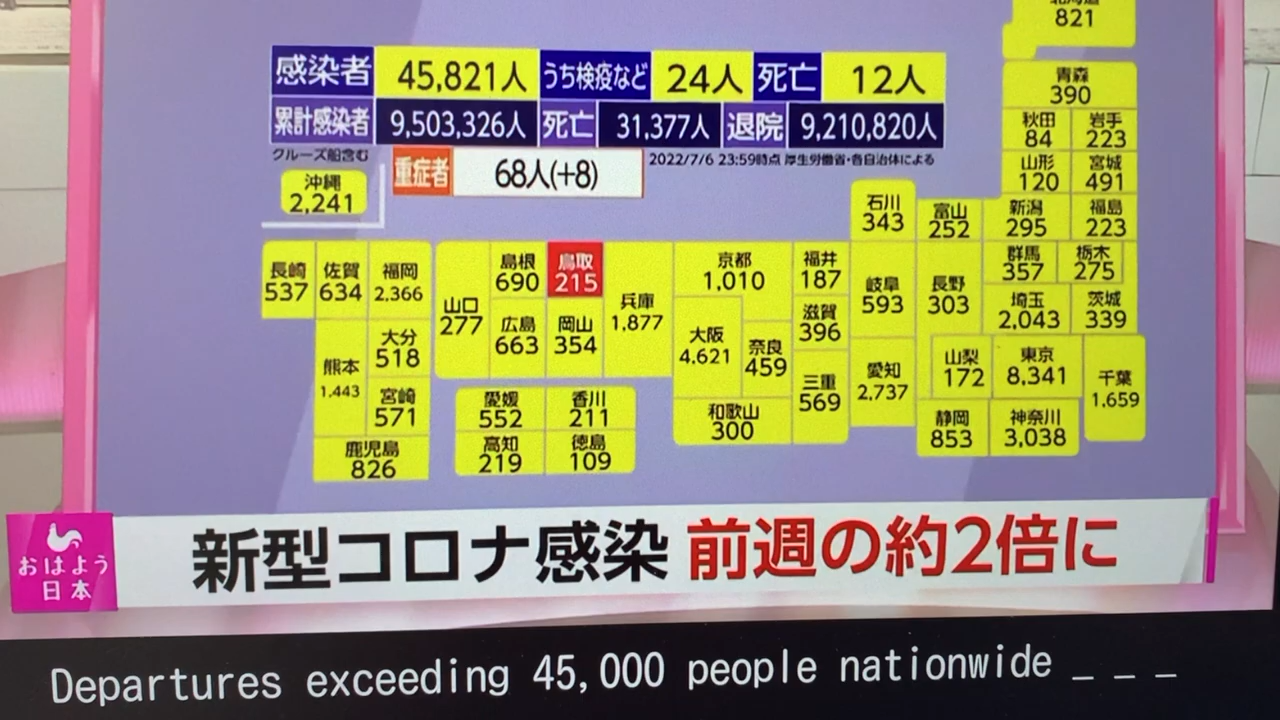 821
感染者 45,821人 うち検疫など 24人 死亡 12人
累計感染者 9,503,326人 死亡 31,377人 退院 9,210,820人
クルーズ船含む
重症者 68人(+8)
2022/7/6 23:59時点 厚生労働省・各自治体による
沖縄
2,241
青森
390
秋田
84
岩手
223
山形
120
宮城
491
石川
343
富山
252
新潟
295
福島
223
長崎
537
佐賀
634
福岡
2,366
山口
277
島根
690
鳥取
215
兵庫
1,877
京都
1,010
福井
187
岐阜
593
長野
303
群馬
357
栃木
275
埼玉
2,043
茨城
339
熊本
1,443
大分
518
広島
663
岡山
354
大阪
4,621
奈良
459
滋賀
396
三重
569
愛知
2,737
山梨
172
東京
8,341
千葉
1,659
宮崎
571
愛媛
552
香川
211
和歌山
300
静岡
853
神奈川
3,038
鹿児島
826
高知
219
徳島
109
おはよう
日本
新型コロナ感染 前週の約2倍に
Departures exceeding 45,000 people nationwide _ _ _